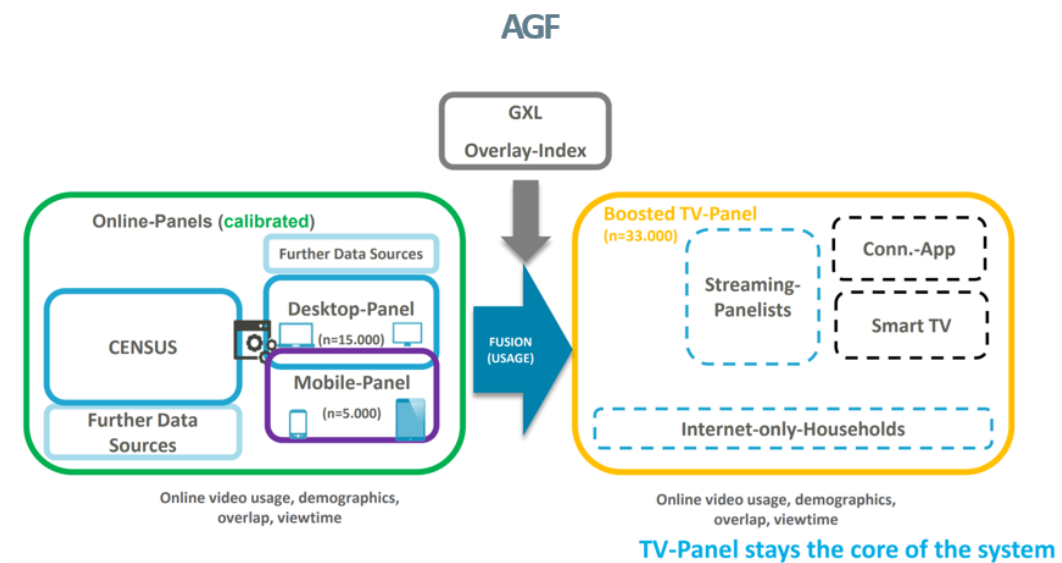 AGF
GXL
Overlay-Index
Online-Panels (calibrated)
Further Data Sources
CENSUS
Desktop-Panel
(n=15.000)
Mobile-Panel
(n=5.000)
Further Data
Sources
Online video usage, demographics,
overlap, viewtime
FUSION
(USAGE)
Boosted TV-Panel
(n=33.000)
Streaming-
Panelists
Conn.-App
Smart TV
Internet-only-Households
Online video usage, demographics,
overlap, viewtime
TV-Panel stays the core of the system